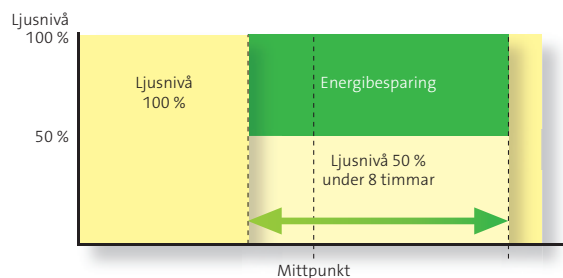 Ljusnivå
100 %
Ljusnivå
100 %
Energibesparing
50 %
Ljusnivå 50 %
under 8 timmar
Mittpunkt